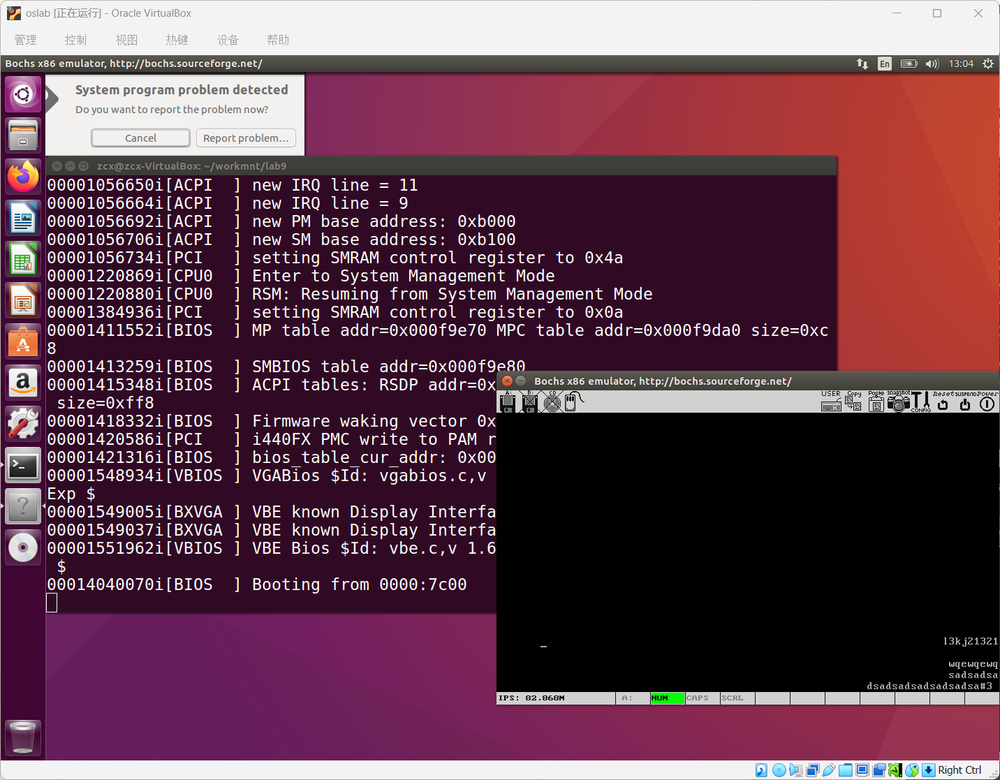 oslab [正在运行] - Oracle VirtualBox
管理 控制 视图 热键 设备 帮助
Bochs x86 emulator, http://bochs.sourceforge.net/ En 13:04
System program problem detected
Do you want to report the problem now?
Cancel Report problem...
zcx@zcx-VirtualBox: ~/workmnt/lab9
00001056650i[ACPI  ] new IRQ line = 11
00001056664i[ACPI  ] new IRQ line = 9
00001056692i[ACPI  ] new PM base address: 0xb000
00001056706i[ACPI  ] new SM base address: 0xb100
00001056734i[PCI   ] setting SMRAM control register to 0x4a
00001220869i[CPU0  ] Enter to System Management Mode
00001220880i[CPU0  ] RSM: Resuming from System Management Mode
00001384936i[PCI   ] setting SMRAM control register to 0x0a
00001411552i[BIOS  ] MP table addr=0x000f9e70 MPC table addr=0x000f9da0 size=0xc
8
00001413259i[BIOS  ] SMBIOS table addr=0x000f9e80
00001415348i[BIOS  ] ACPI tables: RSDP addr=0x
size=0xff8
00001418332i[BIOS  ] Firmware waking vector 0x
00001420586i[PCI   ] i440FX PMC write to PAM r
00001421316i[BIOS  ] bios_table_cur_addr: 0x00
00001548934i[VBIOS ] VGABios $Id: vgabios.c,v
Exp $
00001549005i[BXVGA ] VBE known Display Interfa
00001549037i[BXVGA ] VBE known Display Interfa
00001551962i[VBIOS ] VBE Bios $Id: vbe.c,v 1.6
$
00014040070i[BIOS  ] Booting from 0000:7c00
Bochs x86 emulator, http://bochs.sourceforge.net/
A: B: CD USER Copy Paste snapshot CONFIG Reset SUSPEND Power
l3kj21321
wqewqewq
sadsadsa
dsadsadsadsadsadsa#3
IPS: 82.868M A: NUM CAPS SCRL
Right Ctrl